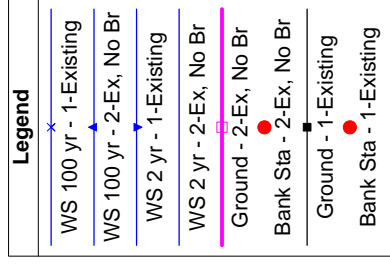 Legend
WS 100 yr - 1-Existing
WS 100 yr - 2-Ex, No Br
WS 2 yr - 1-Existing
WS 2 yr - 2-Ex, No Br
Ground - 2-Ex, No Br
Bank Sta - 2-Ex, No Br
Ground - 1-Existing
Bank Sta - 1-Existing